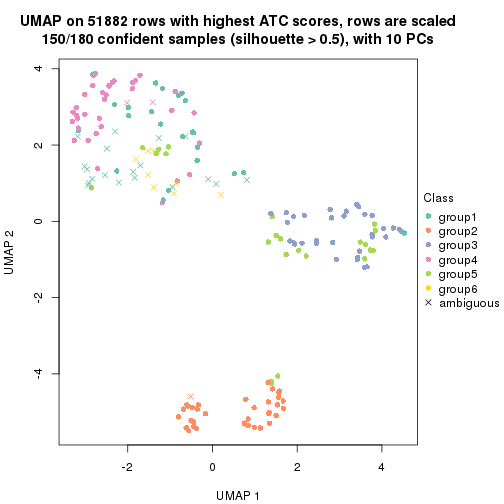 UMAP on 51882 rows with highest ATC scores, rows are scaled
150/180 confident samples (silhouette > 0.5), with 10 PCs
4
2
0
-2
-4
UMAP 2
-2
0
2
4
UMAP 1
Class
group1
group2
group3
group4
group5
group6
ambiguous